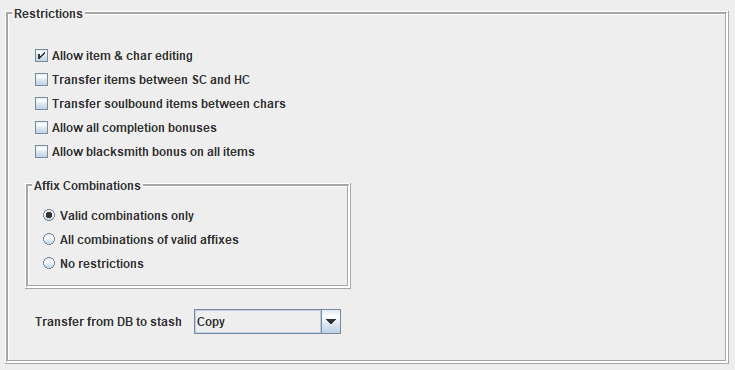 Restrictions
Allow item & char editing
Transfer items between SC and HC
Transfer soulbound items between chars
Allow all completion bonuses
Allow blacksmith bonus on all items
Affix Combinations
Valid combinations only
All combinations of valid affixes
No restrictions
Transfer from DB to stash Copy